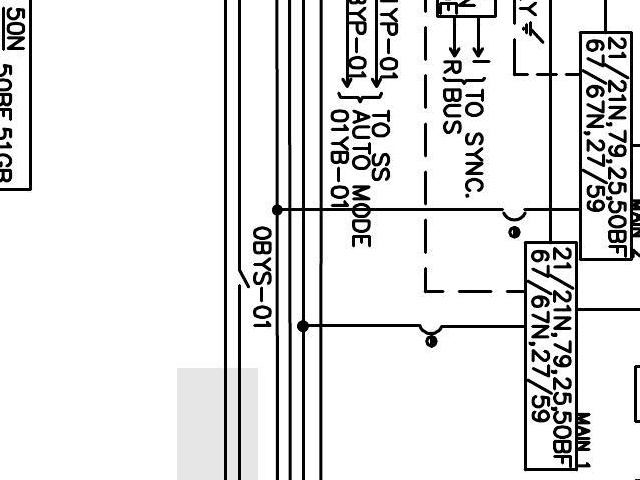 50N
50BF,51GB
0BYS-01
BYP-01
1YP-01
TO SS
AUTO MODE
01YB-01
R
I
BUS
TO SYNC.
21/21N,79,25,50BF
67/67N,27/59
MAIN 2
21/21N,79,25,50BF
67/67N,27/59
MAIN 1